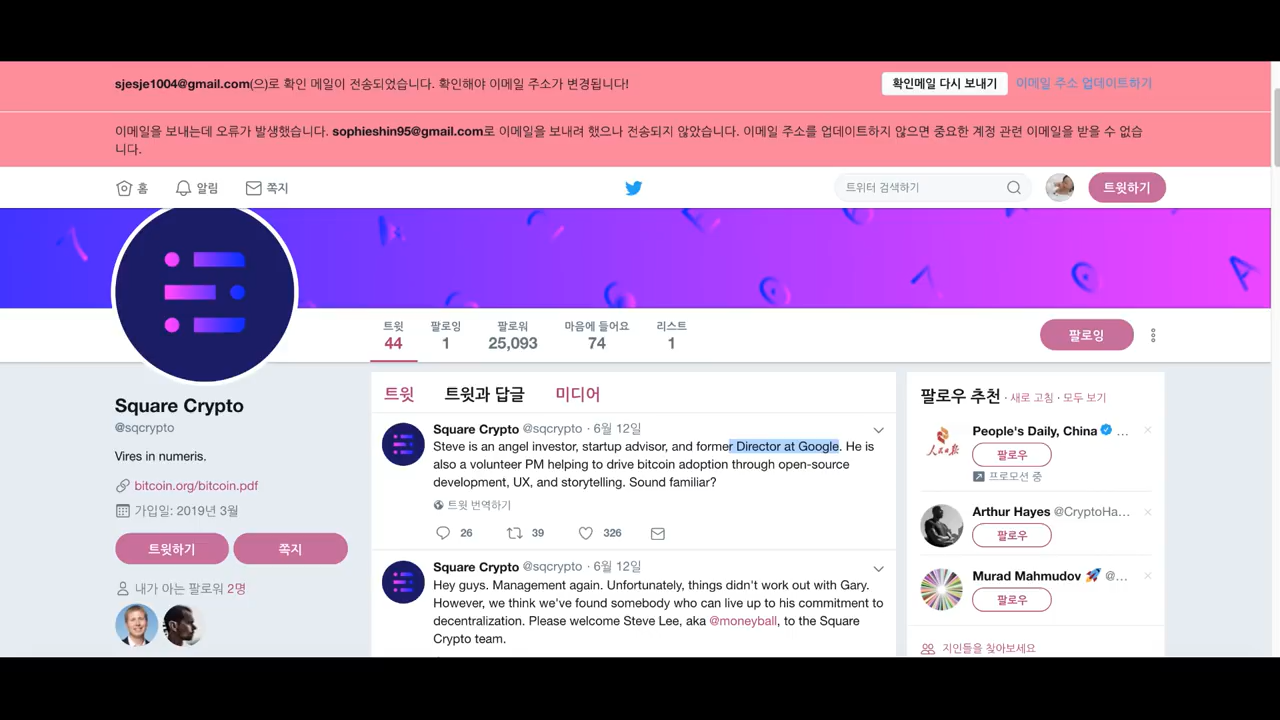 sjesje1004@gmail.com(으)로 확인 메일이 전송되었습니다. 확인해야 이메일 주소가 변경됩니다!
확인메일 다시 보내기
이메일 주소 업데이트하기
이메일을 보내는데 오류가 발생했습니다. sophieshin95@gmail.com로 이메일을 보내려 했으나 전송되지 않았습니다. 이메일 주소를 업데이트하지 않으면 중요한 계정 관련 이메일을 받을 수 없습
니다.
홈 알림 쪽지
트위터 검색하기
트윗하기
트윗 팔로잉 팔로워 마음에 들어요 리스트
44 1 25,093 74 1
팔로잉
Square Crypto
@sqcrypto
Vires in numeris.
bitcoin.org/bitcoin.pdf
가입일: 2019년 3월
트윗하기
쪽지
내가 아는 팔로워 2명
트윗 트윗과 답글 미디어
Square Crypto @sqcrypto · 6월 12일
Steve is an angel investor, startup advisor, and former Director at Google. He is
also a volunteer PM helping to drive bitcoin adoption through open-source
development, UX, and storytelling. Sound familiar?
트윗 번역하기
26 39 326
Square Crypto @sqcrypto · 6월 12일
Hey guys. Management again. Unfortunately, things didn't work out with Gary.
However, we think we've found somebody who can live up to his commitment to
decentralization. Please welcome Steve Lee, aka @moneyball, to the Square
Crypto team.
팔로우 추천 · 새로 고침 · 모두 보기
People's Daily, China ...
팔로우
프로모션 중
人民日报
Arthur Hayes @CryptoHa...
팔로우
Murad Mahmudov 🚀 @...
팔로우
지인들을 찾아보세요